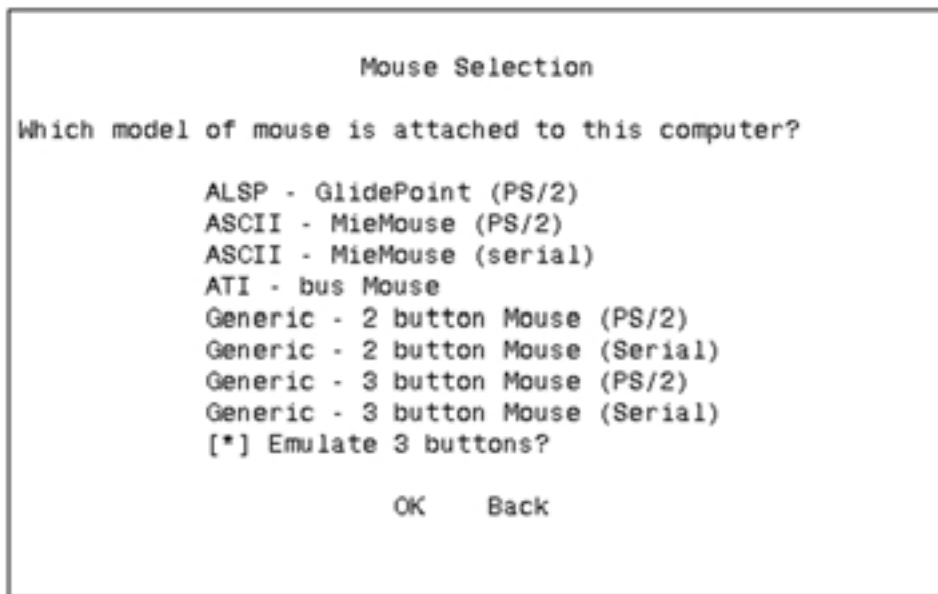 Mouse Selection
Which model of mouse is attached to this computer?
ALSP - GlidePoint (PS/2)
ASCII - MieMouse (PS/2)
ASCII - MieMouse (serial)
ATI - bus Mouse
Generic - 2 button Mouse (PS/2)
Generic - 2 button Mouse (Serial)
Generic - 3 button Mouse (PS/2)
Generic - 3 button Mouse (Serial)
[*] Emulate 3 buttons?
OK Back